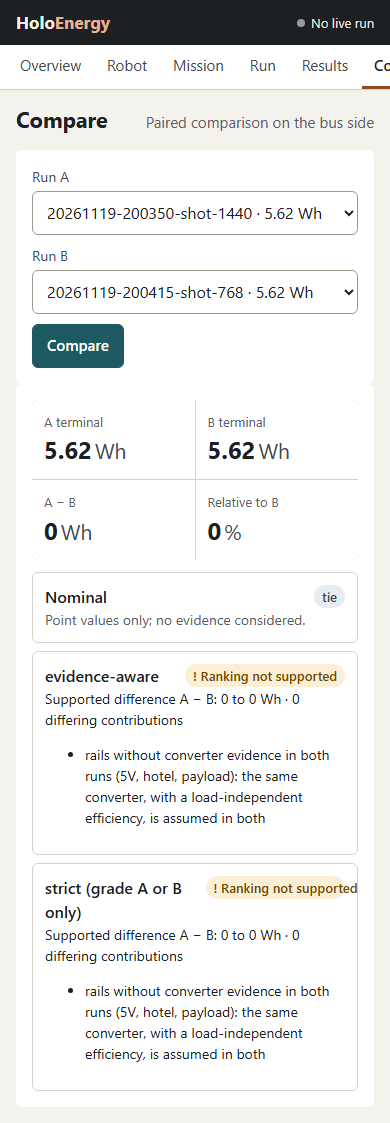 HoloEnergy
No live run
Overview Robot Mission Run Results Co
Compare
Paired comparison on the bus side
Run A
20261119-200350-shot-1440 · 5.62 Wh
Run B
20261119-200415-shot-768 · 5.62 Wh
Compare
A terminal
5.62 Wh
B terminal
5.62 Wh
A − B
0 Wh
Relative to B
0 %
Nominal
tie
Point values only; no evidence considered.
evidence-aware
! Ranking not supported
Supported difference A − B: 0 to 0 Wh · 0
differing contributions
• rails without converter evidence in both
runs (5V, hotel, payload): the same
converter, with a load-independent
efficiency, is assumed in both
strict (grade A or B
only)
! Ranking not supported
Supported difference A − B: 0 to 0 Wh · 0
differing contributions
• rails without converter evidence in both
runs (5V, hotel, payload): the same
converter, with a load-independent
efficiency, is assumed in both